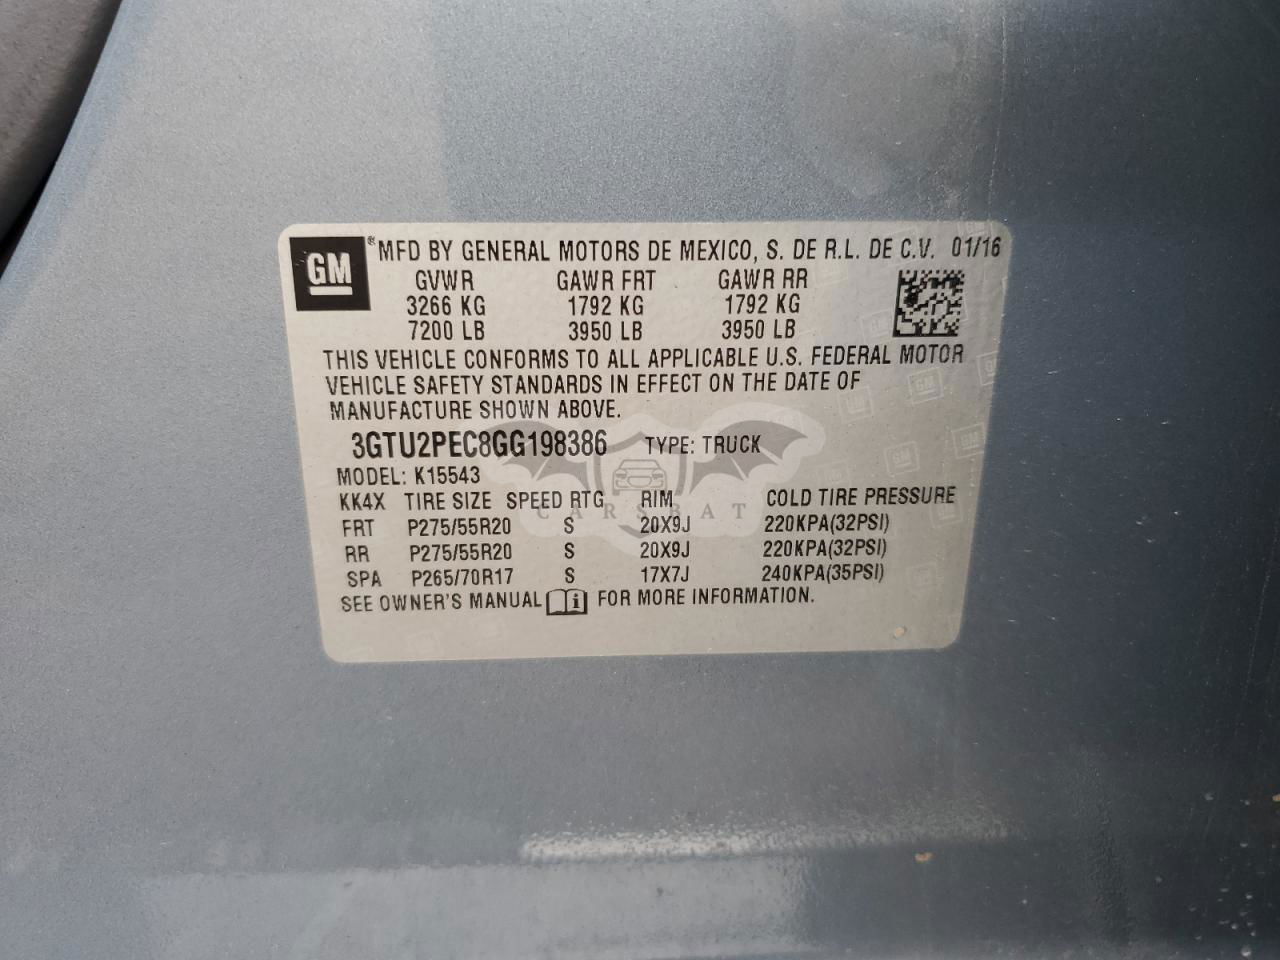 GM ® MFD BY GENERAL MOTORS DE MEXICO, S. DE R.L. DE C.V. 01/16
GVWR GAWR FRT GAWR RR
3266 KG 1792 KG 1792 KG
7200 LB 3950 LB 3950 LB
THIS VEHICLE CONFORMS TO ALL APPLICABLE U.S. FEDERAL MOTOR
VEHICLE SAFETY STANDARDS IN EFFECT ON THE DATE OF
MANUFACTURE SHOWN ABOVE.
3GTU2PEC8GG198386 TYPE: TRUCK
MODEL: K15543
KK4X TIRE SIZE SPEED RTG RIM COLD TIRE PRESSURE
CARSBAT
FRT P275/55R20 S 20X9J 220KPA(32PSI)
RR P275/55R20 S 20X9J 220KPA(32PSI)
SPA P265/70R17 S 17X7J 240KPA(35PSI)
SEE OWNER'S MANUAL i FOR MORE INFORMATION.